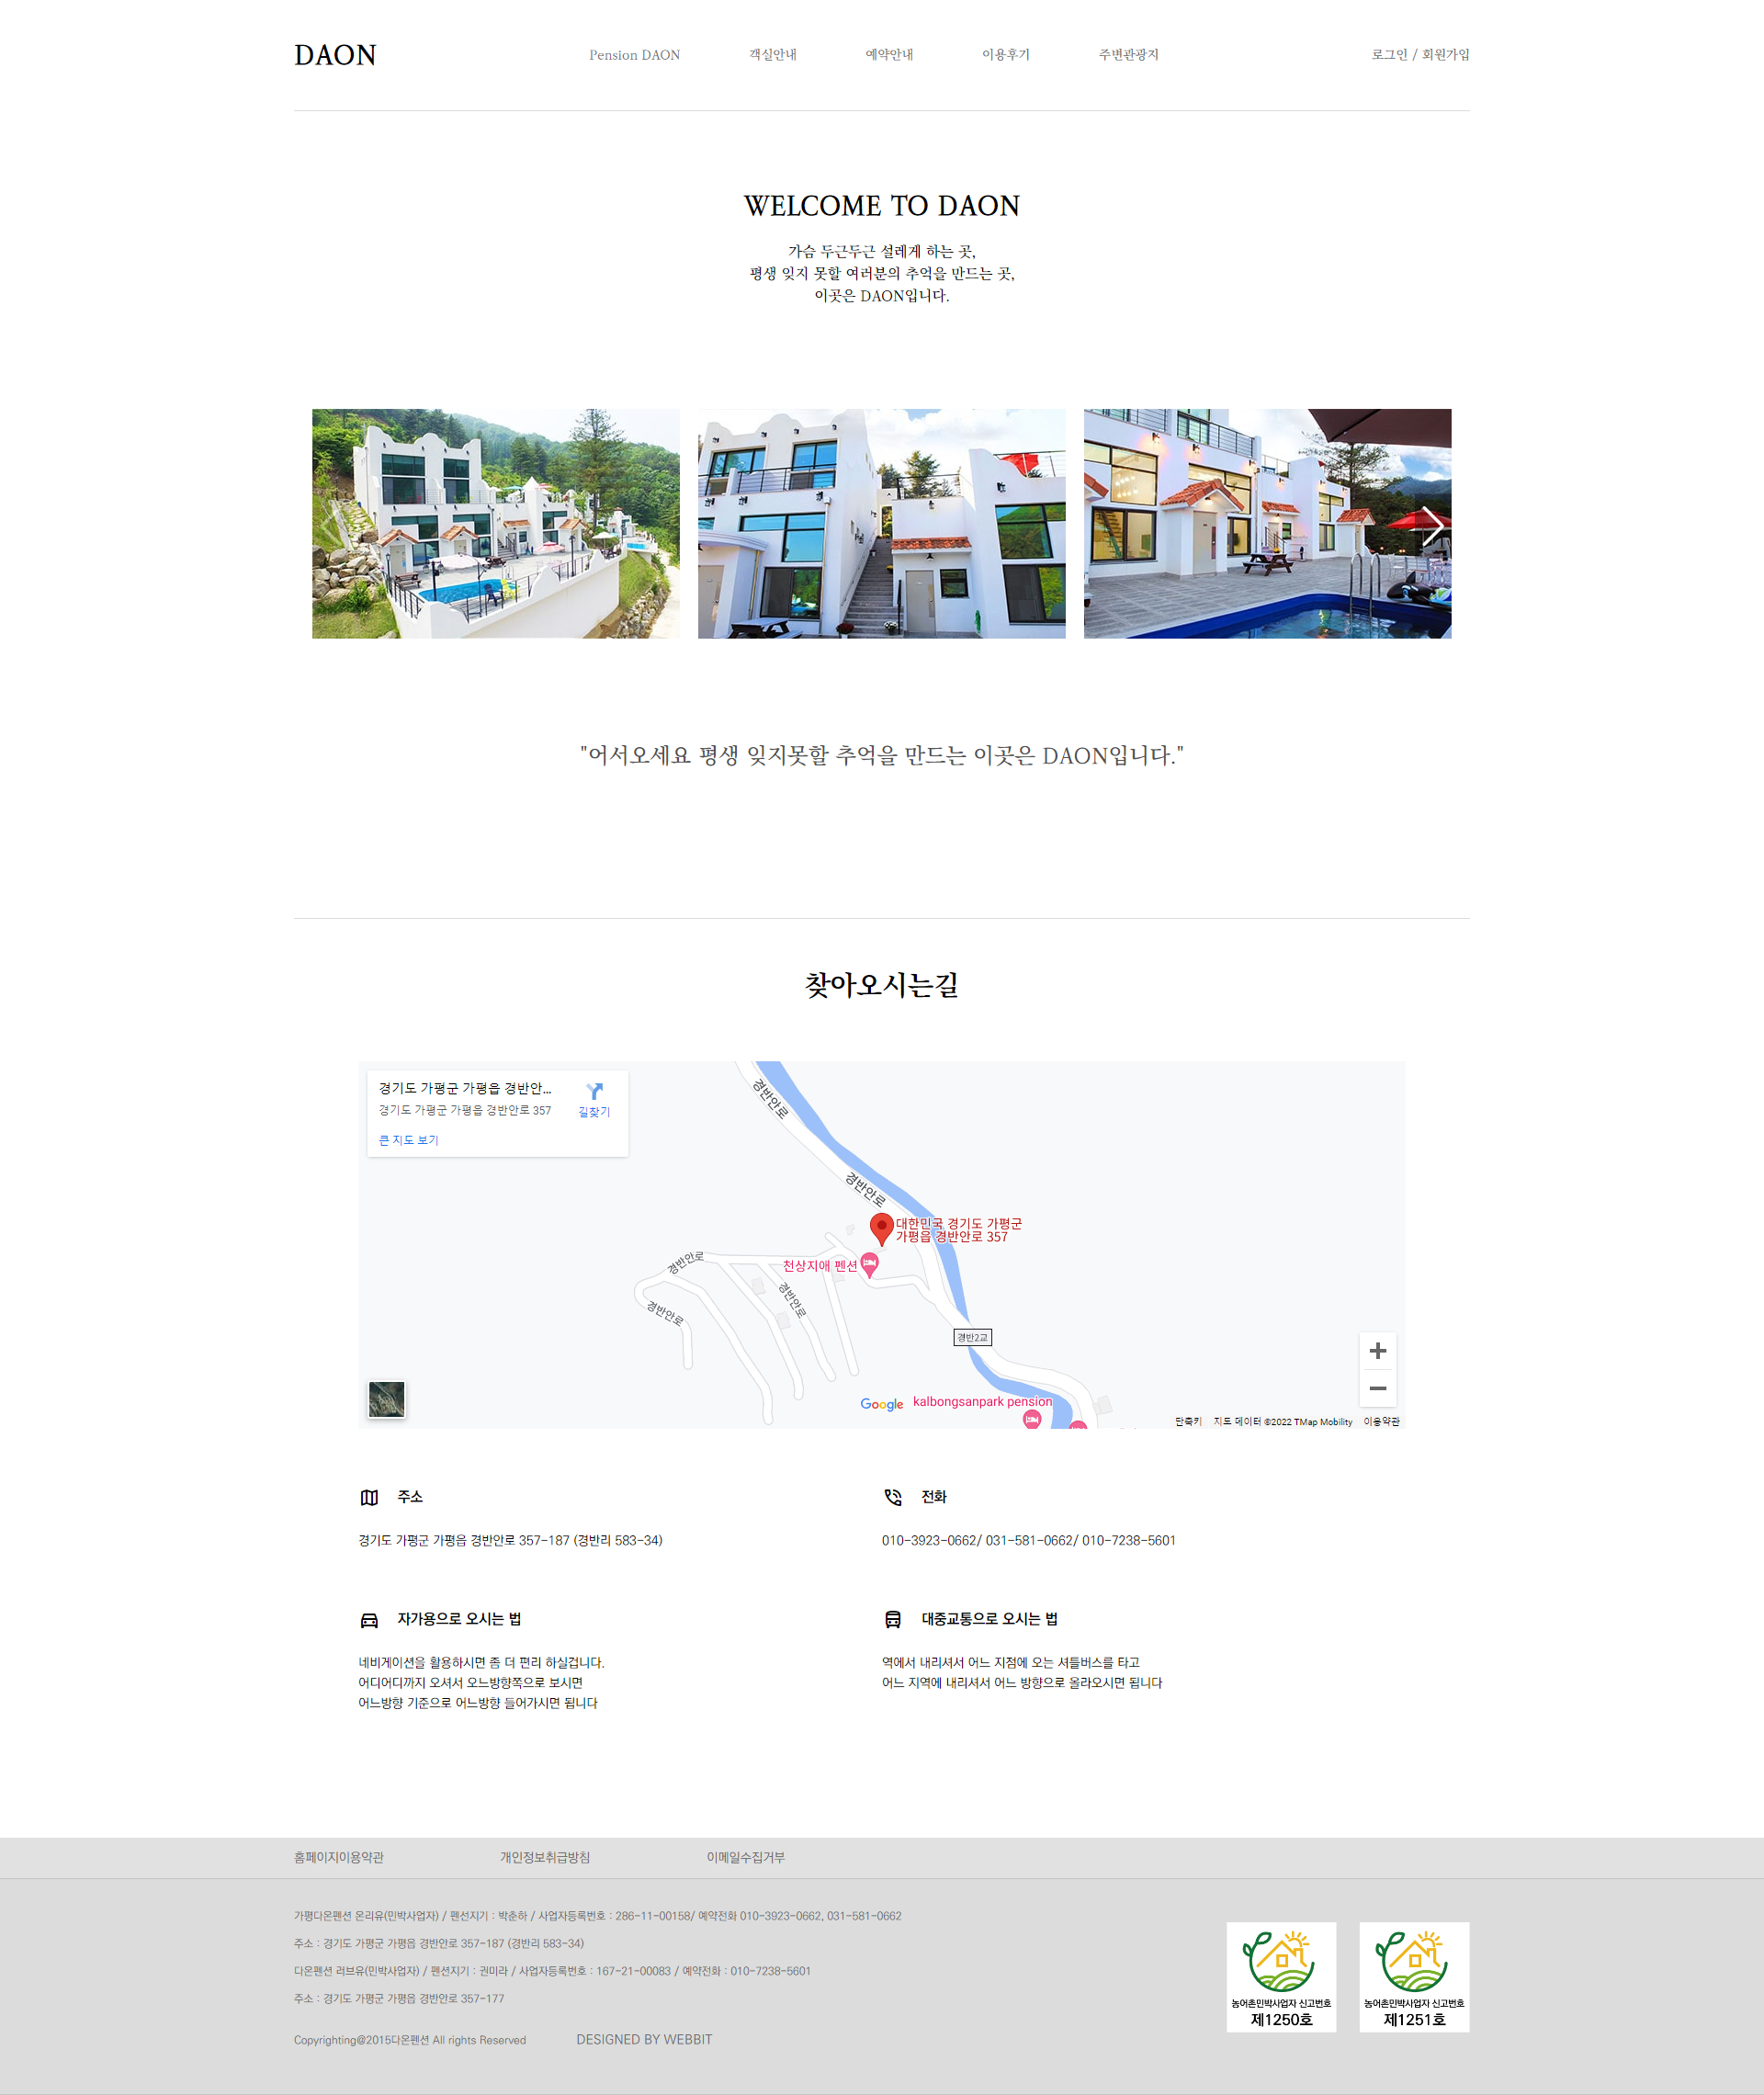 DAON
Pension DAON
객실안내
예약안내
이용후기
주변관광지
로그인 / 회원가입
WELCOME TO DAON
가슴 두근두근 설레게 하는 곳,
평생 잊지 못할 여러분의 추억을 만드는 곳,
이곳은 DAON입니다.
"어서오세요 평생 잊지못할 추억을 만드는 이곳은 DAON입니다."
찾아오시는길
경기도 가평군 가평읍 경반안...
경기도 가평군 가평읍 경반안로 357
길찾기
큰 지도 보기
경반안로
경반안로
대한민국 경기도 가평군
가평읍 경반안로 357
천상지애 펜션
경반안로
경반안로
경반안로
경반2교
Google
kalbongsanpark pension
단축키
지도 데이터 ©2022 TMap Mobility
이용약관
주소
경기도 가평군 가평읍 경반안로 357-187 (경반리 583-34)
전화
010-3923-0662/ 031-581-0662/ 010-7238-5601
자가용으로 오시는 법
네비게이션을 활용하시면 좀 더 편리 하실겁니다.
어디어디까지 오셔서 오느방향쪽으로 보시면
어느방향 기준으로 어느방향 들어가시면 됩니다
대중교통으로 오시는 법
역에서 내리셔서 어느 지점에 오는 셔틀버스를 타고
어느 지역에 내리셔서 어느 방향으로 올라오시면 됩니다
홈페이지이용약관
개인정보취급방침
이메일수집거부
가평다온펜션 온리유(민박사업자) / 펜션지기 : 박춘하 / 사업자등록번호 : 286-11-00158/ 예약전화 010-3923-0662, 031-581-0662
주소 : 경기도 가평군 가평읍 경반안로 357-187 (경반리 583-34)
다온펜션 러브유(민박사업자) / 펜션지기 : 권미라 / 사업자등록번호 : 167-21-00083 / 예약전화 : 010-7238-5601
주소 : 경기도 가평군 가평읍 경반안로 357-177
Copyrighting@2015다온펜션 All rights Reserved
DESIGNED BY WEBBIT
농어촌민박사업자 신고번호
제1250호
농어촌민박사업자 신고번호
제1251호